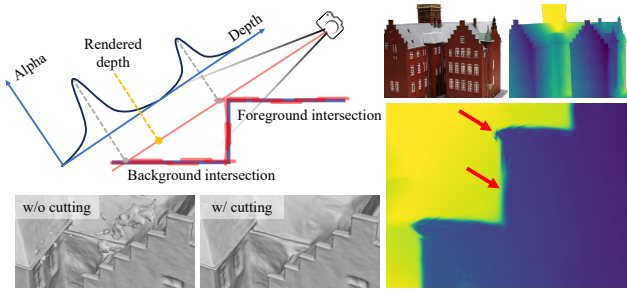 Depth
Rendered
depth
Alpha
Foreground intersection
Background intersection
w/o cutting
w/ cutting